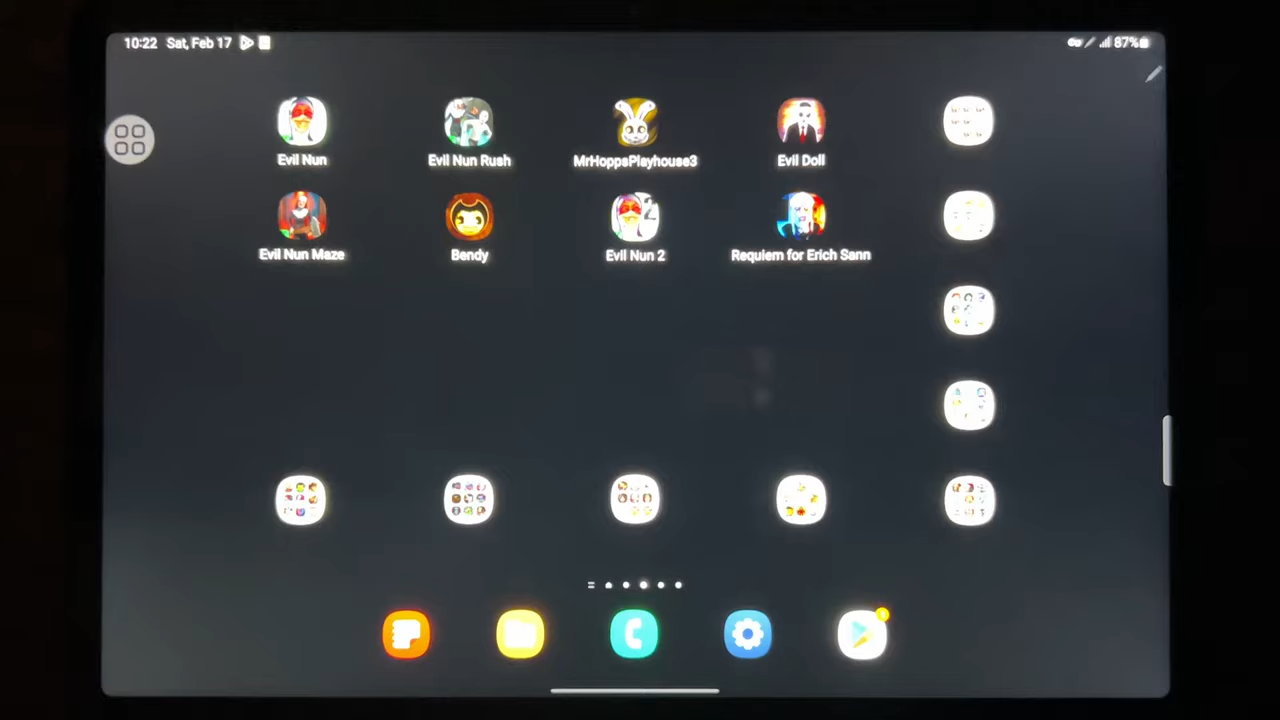 10:22 Sat, Feb 17 87%
Evil Nun Evil Nun Rush MrHoppsPlayhouse3 Evil Doll
Evil Nun Maze Bendy Evil Nun 2 Requiem for Erich Sann